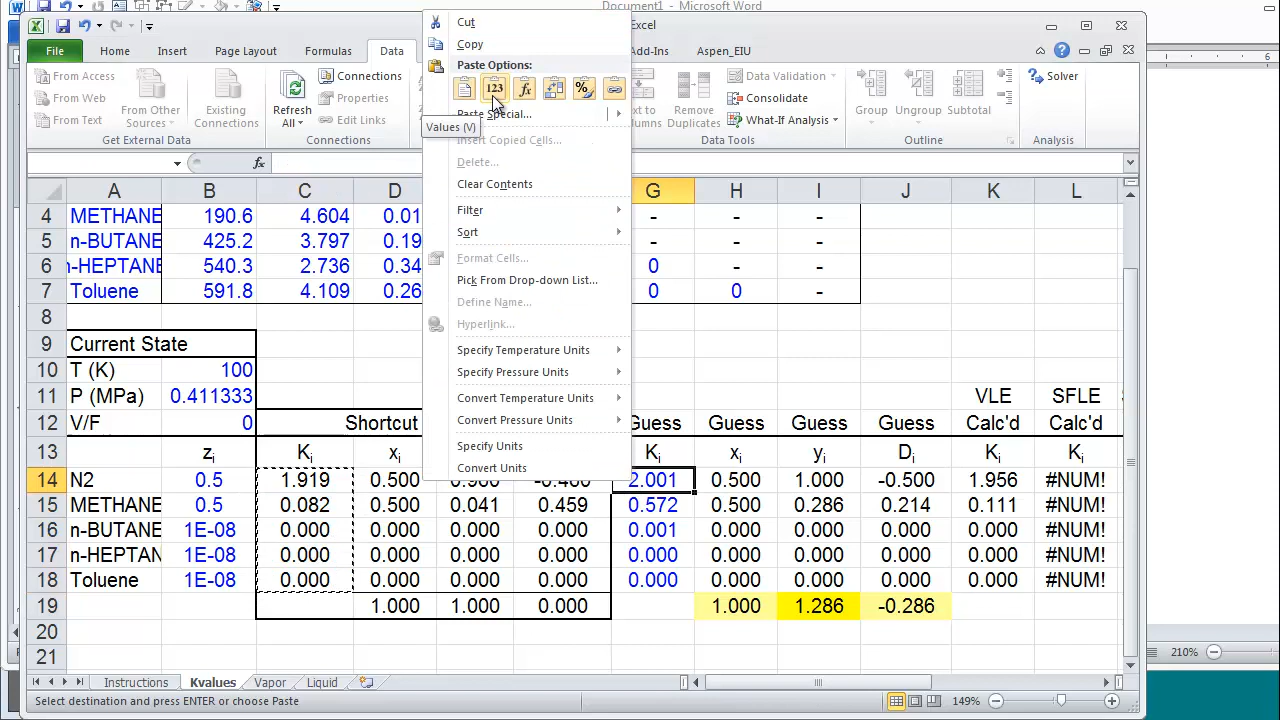 Document1 - Microsoft Word
Excel
File Home Insert Page Layout Formulas Data Add-Ins Aspen_EIU
From Access
From Web
From Text
From Other
Sources
Existing
Connections
Get External Data
Refresh
All
Connections
Properties
Edit Links
Connections
Cut
Copy
Paste Options:
123
fx
%
Paste Special...
Values (V)
Insert Copied Cells...
Delete...
Clear Contents
Filter
Sort
Format Cells...
Pick From Drop-down List...
Define Name...
Hyperlink...
Specify Temperature Units
Specify Pressure Units
Convert Temperature Units
Convert Pressure Units
Specify Units
Convert Units
Remove
Duplicates
Data Validation
Consolidate
What-If Analysis
Data Tools
Group
Ungroup
Subtotal
Outline
Solver
Analysis
6
fx
A B C D G H I J K L
4 METHANE 190.6 4.604 0.01 - - -
5 n-BUTANE 425.2 3.797 0.19 - - -
6 n-HEPTANE 540.3 2.736 0.34 0 - -
7 Toluene 591.8 4.109 0.26 0 0 -
8
9 Current State
10 T (K) 100
11 P (MPa) 0.411333 VLE SFLE
12 V/F 0 Shortcut Guess Guess Guess Guess Calc'd Calc'd
13 zi Ki xi Ki xi yi Di Ki Ki
14 N2 0.5 1.919 0.500 0.960 -0.460 2.001 0.500 1.000 -0.500 1.956 #NUM!
15 METHANE 0.5 0.082 0.500 0.041 0.459 0.572 0.500 0.286 0.214 0.111 #NUM!
16 n-BUTANE 1E-08 0.000 0.000 0.000 0.000 0.001 0.000 0.000 0.000 0.000 #NUM!
17 n-HEPTAN 1E-08 0.000 0.000 0.000 0.000 0.000 0.000 0.000 0.000 0.000 #NUM!
18 Toluene 1E-08 0.000 0.000 0.000 0.000 0.000 0.000 0.000 0.000 0.000 #NUM!
19 1.000 1.000 0.000 1.000 1.286 -0.286
20
21
Instructions Kvalues Vapor Liquid
Select destination and press ENTER or choose Paste 149%
210%